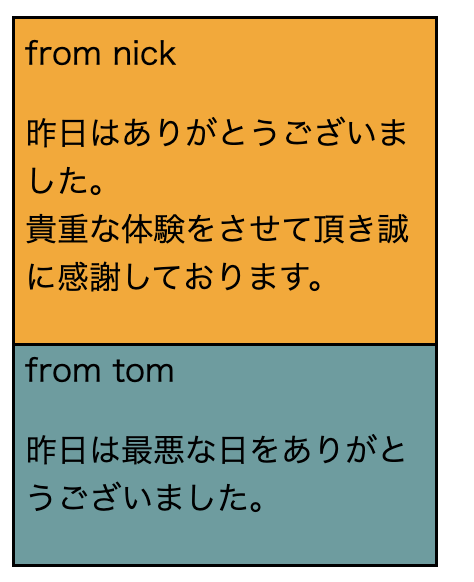 from nick
昨日はありがとうございま
した。
貴重な体験をさせて頂き誠
に感謝しております。
from tom
昨日は最悪な日をありがと
うございました。